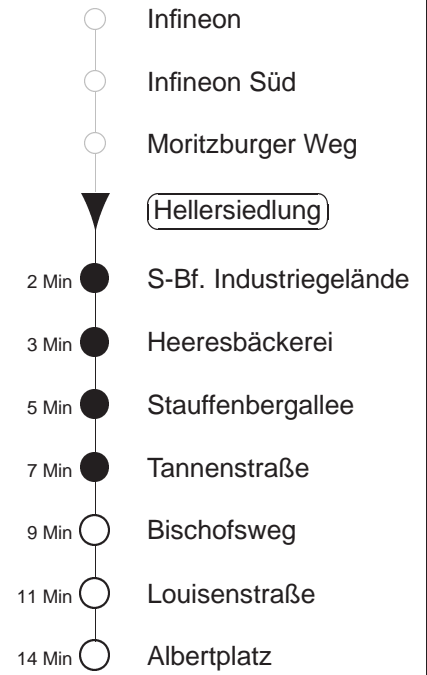 Infineon
Infineon Süd
Moritzburger Weg
Hellersiedlung
2 Min S-Bf. Industriegelände
3 Min Heeresbäckerei
5 Min Stauffenbergallee
7 Min Tannenstraße
9 Min Bischofsweg
11 Min Louisenstraße
14 Min Albertplatz